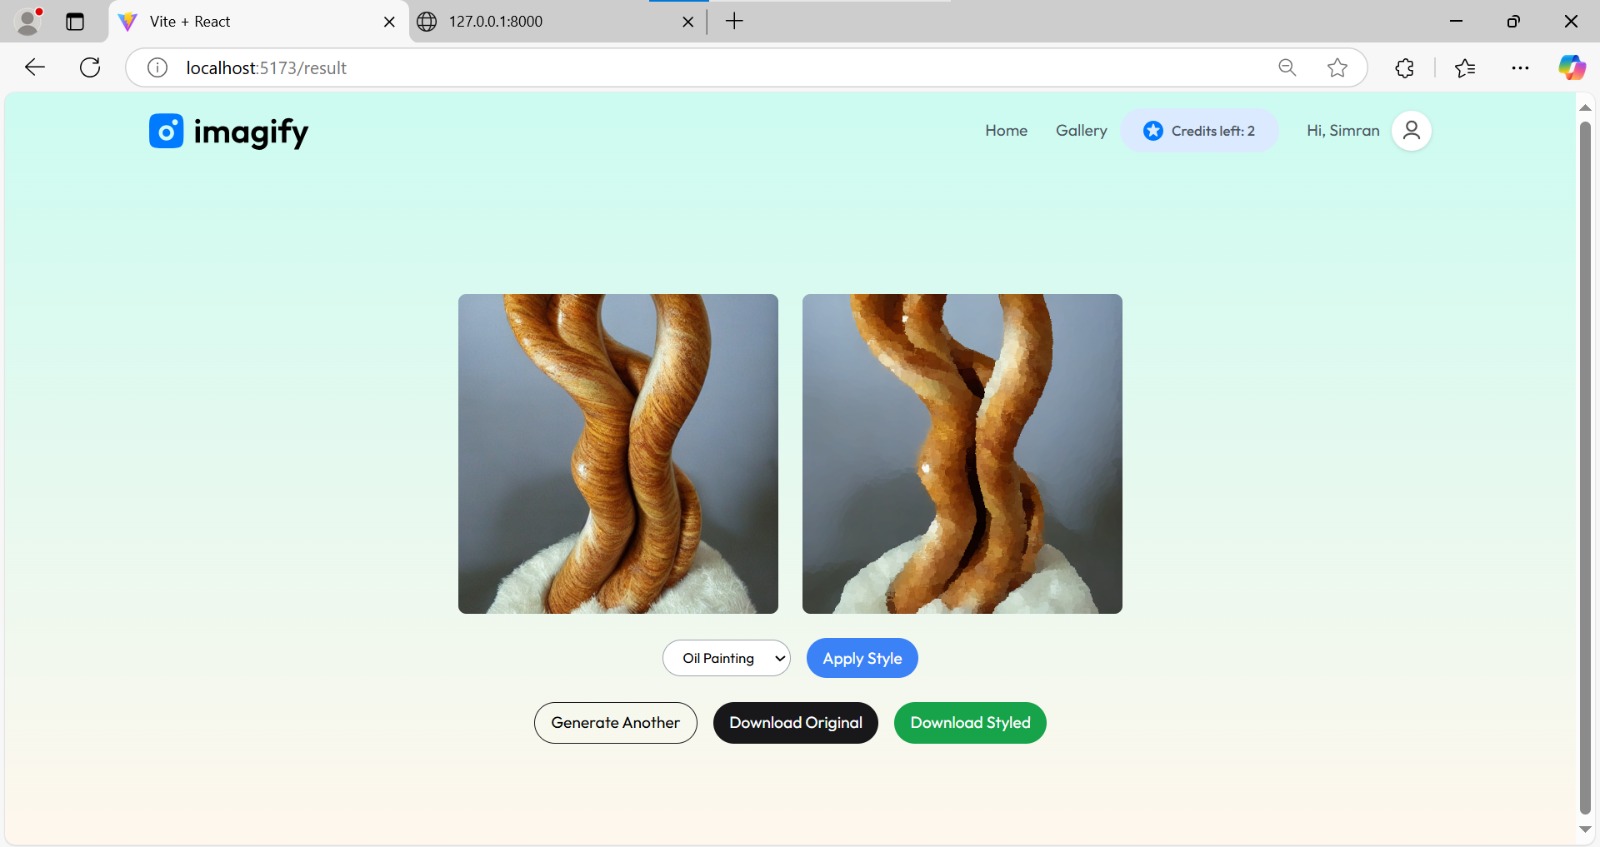 Vite + React
127.0.0.1:8000
localhost:5173/result
imagify
Home Gallery Credits left: 2 Hi, Simran
Oil Painting Apply Style
Generate Another Download Original Download Styled